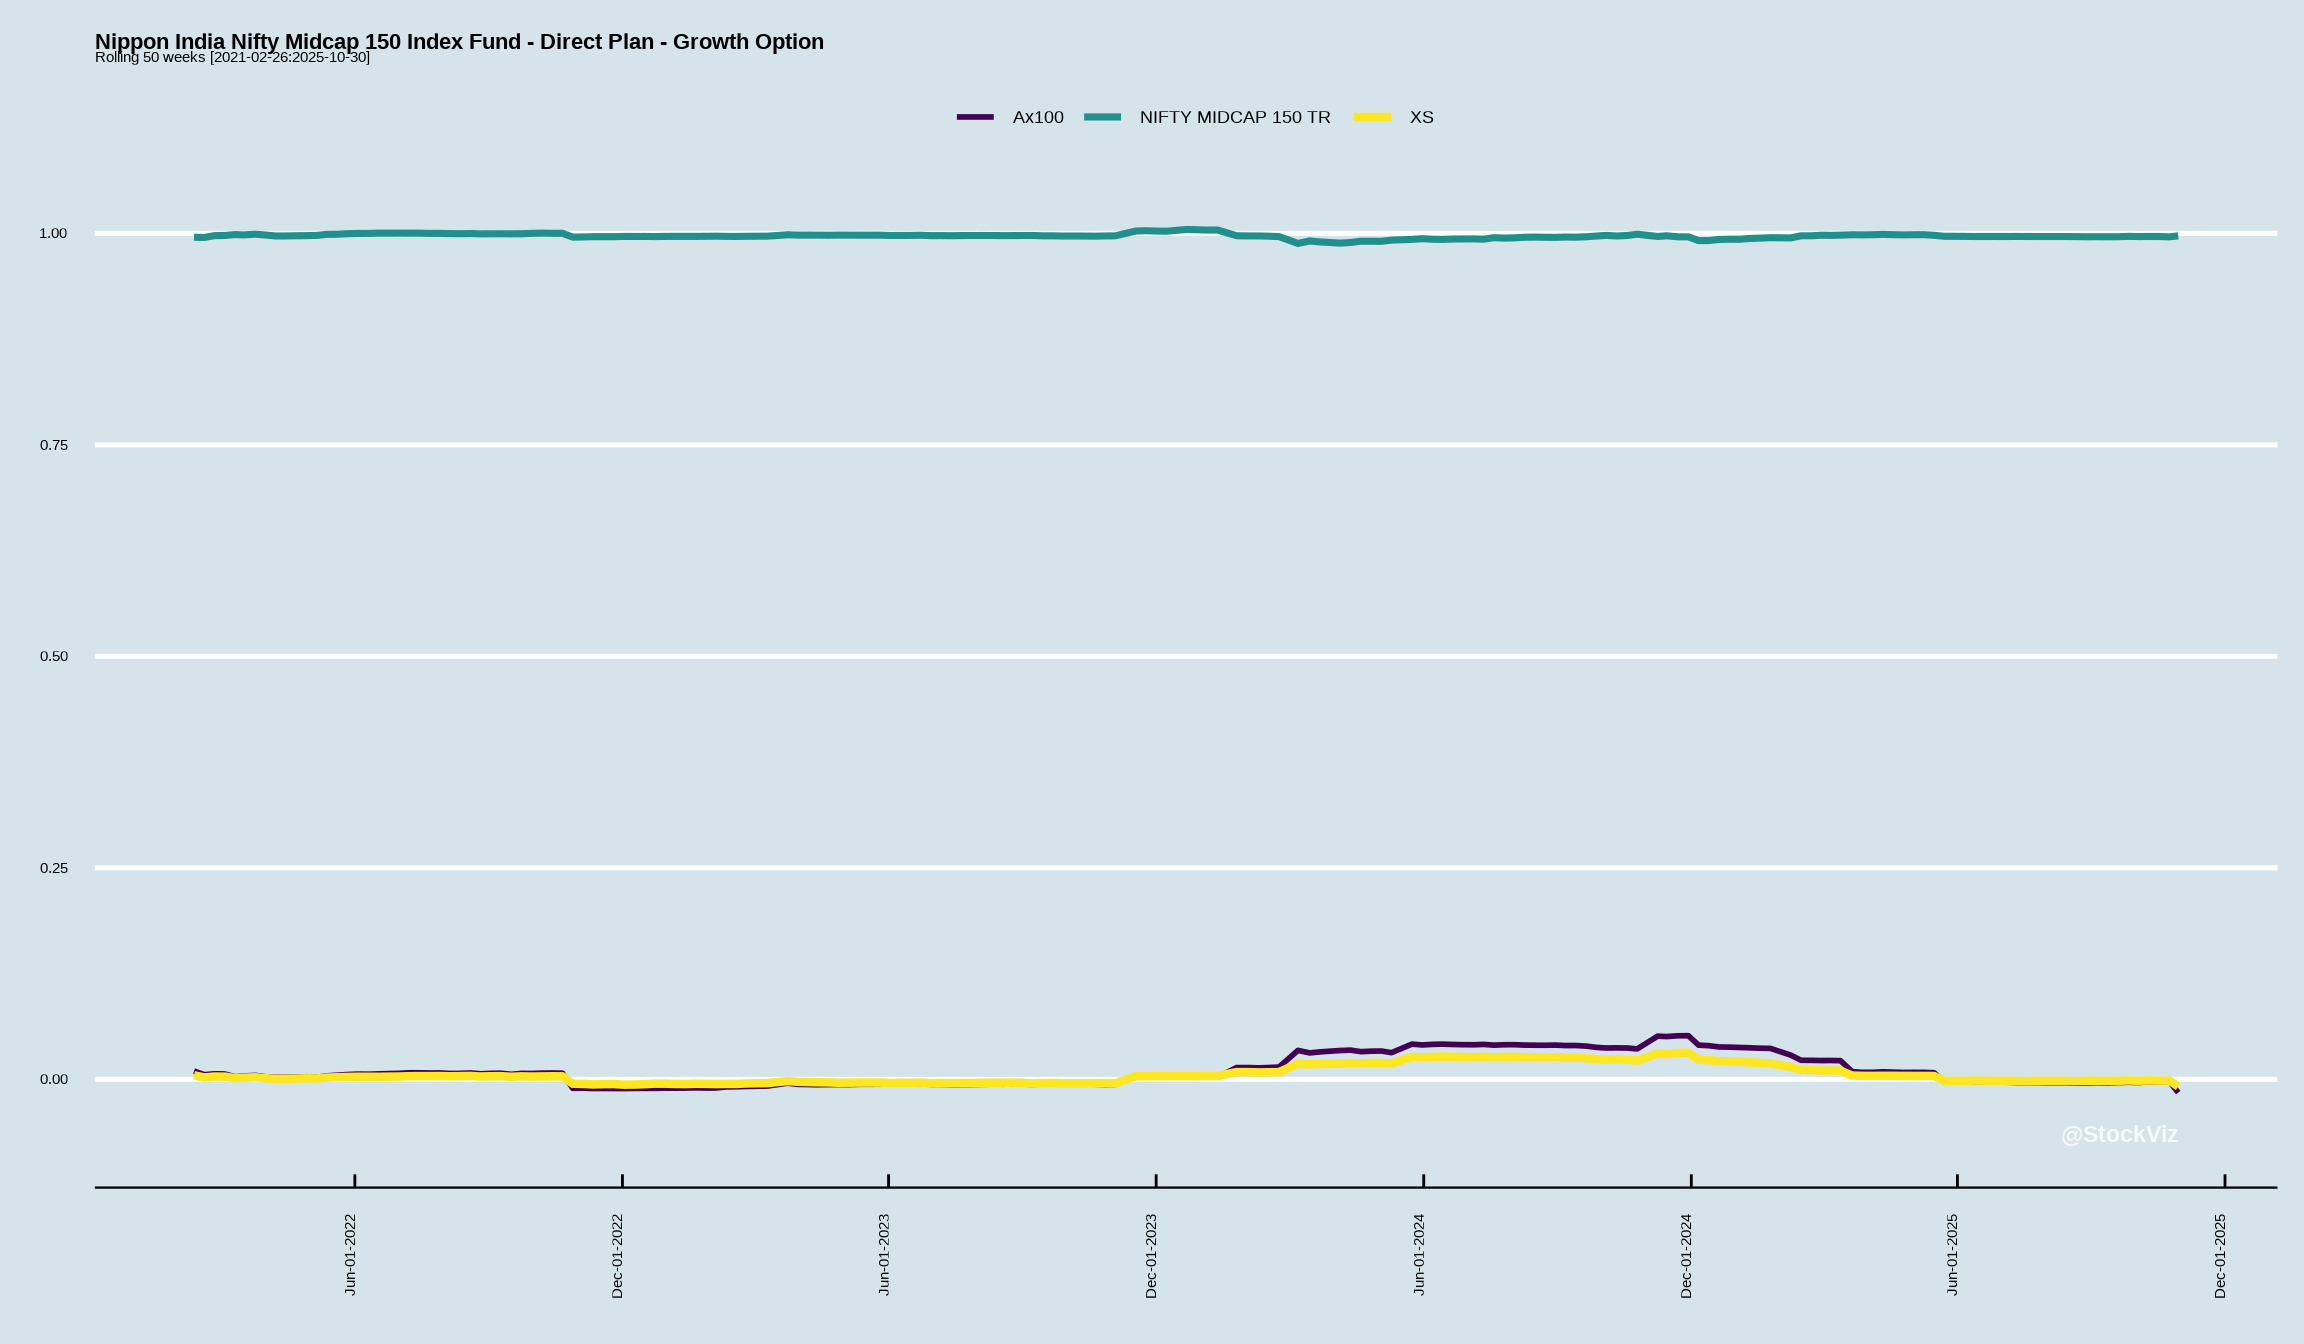 Nippon India Nifty Midcap 150 Index Fund - Direct Plan - Growth Option
Rolling 50 weeks [2021-02-26:2025-10-30]
Ax100 NIFTY MIDCAP 150 TR XS
1.00
0.75
0.50
0.25
0.00
@StockViz
Jun-01-2022 Dec-01-2022 Jun-01-2023 Dec-01-2023 Jun-01-2024 Dec-01-2024 Jun-01-2025 Dec-01-2025